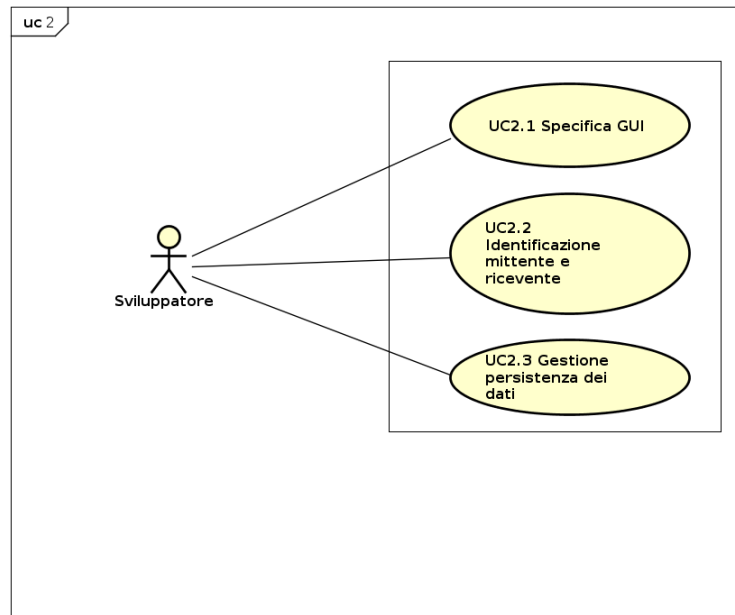 uc 2
UC2.1 Specifica GUI
UC2.2
Identificazione
mittente e
ricevente
Sviluppatore
UC2.3 Gestione
persistenza dei
dati